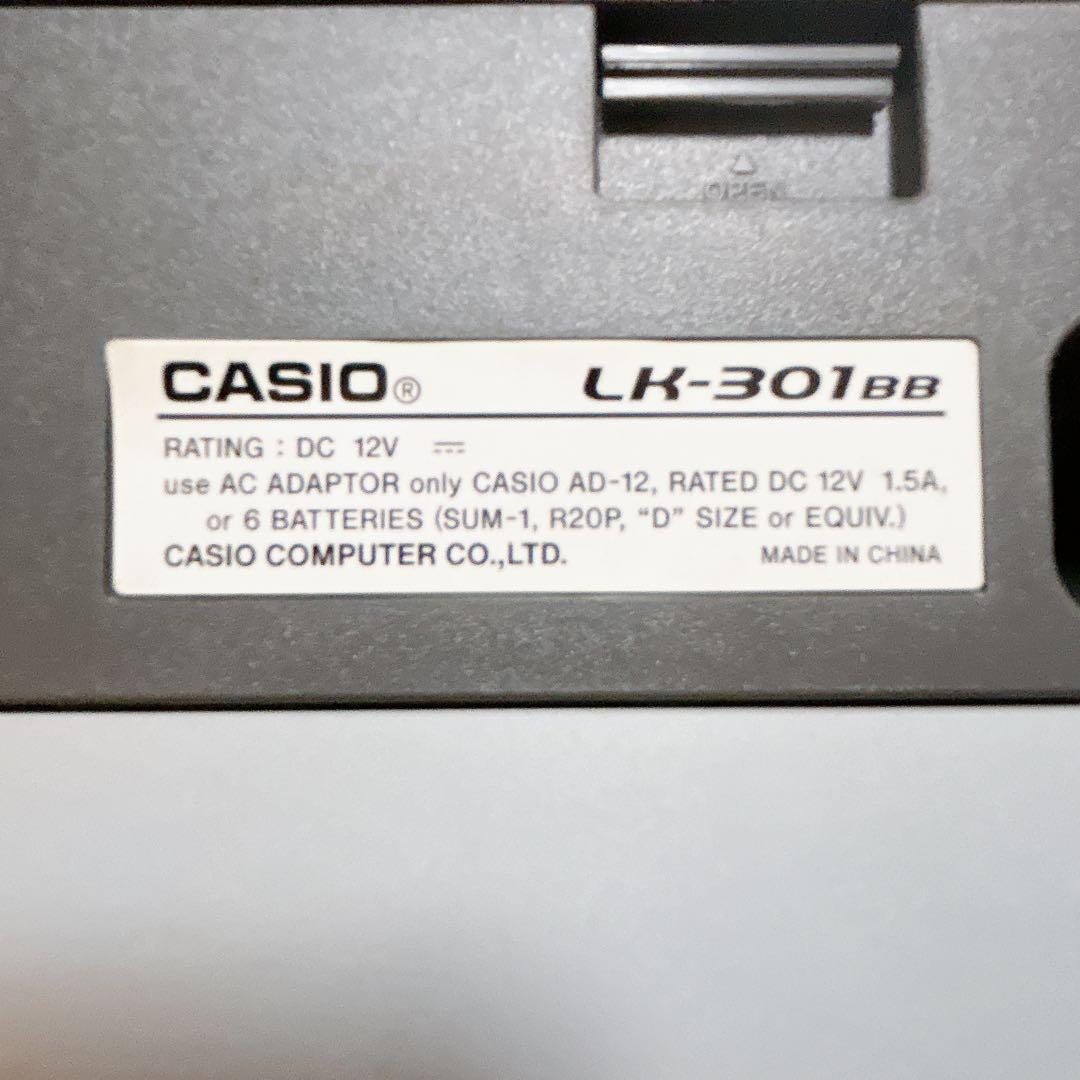 △
OPEN
CASIO® LK-301BB
RATING : DC 12V ⎓
use AC ADAPTOR only CASIO AD-12, RATED DC 12V 1.5A,
or 6 BATTERIES (SUM-1, R20P, “D” SIZE or EQUIV.)
CASIO COMPUTER CO.,LTD. MADE IN CHINA